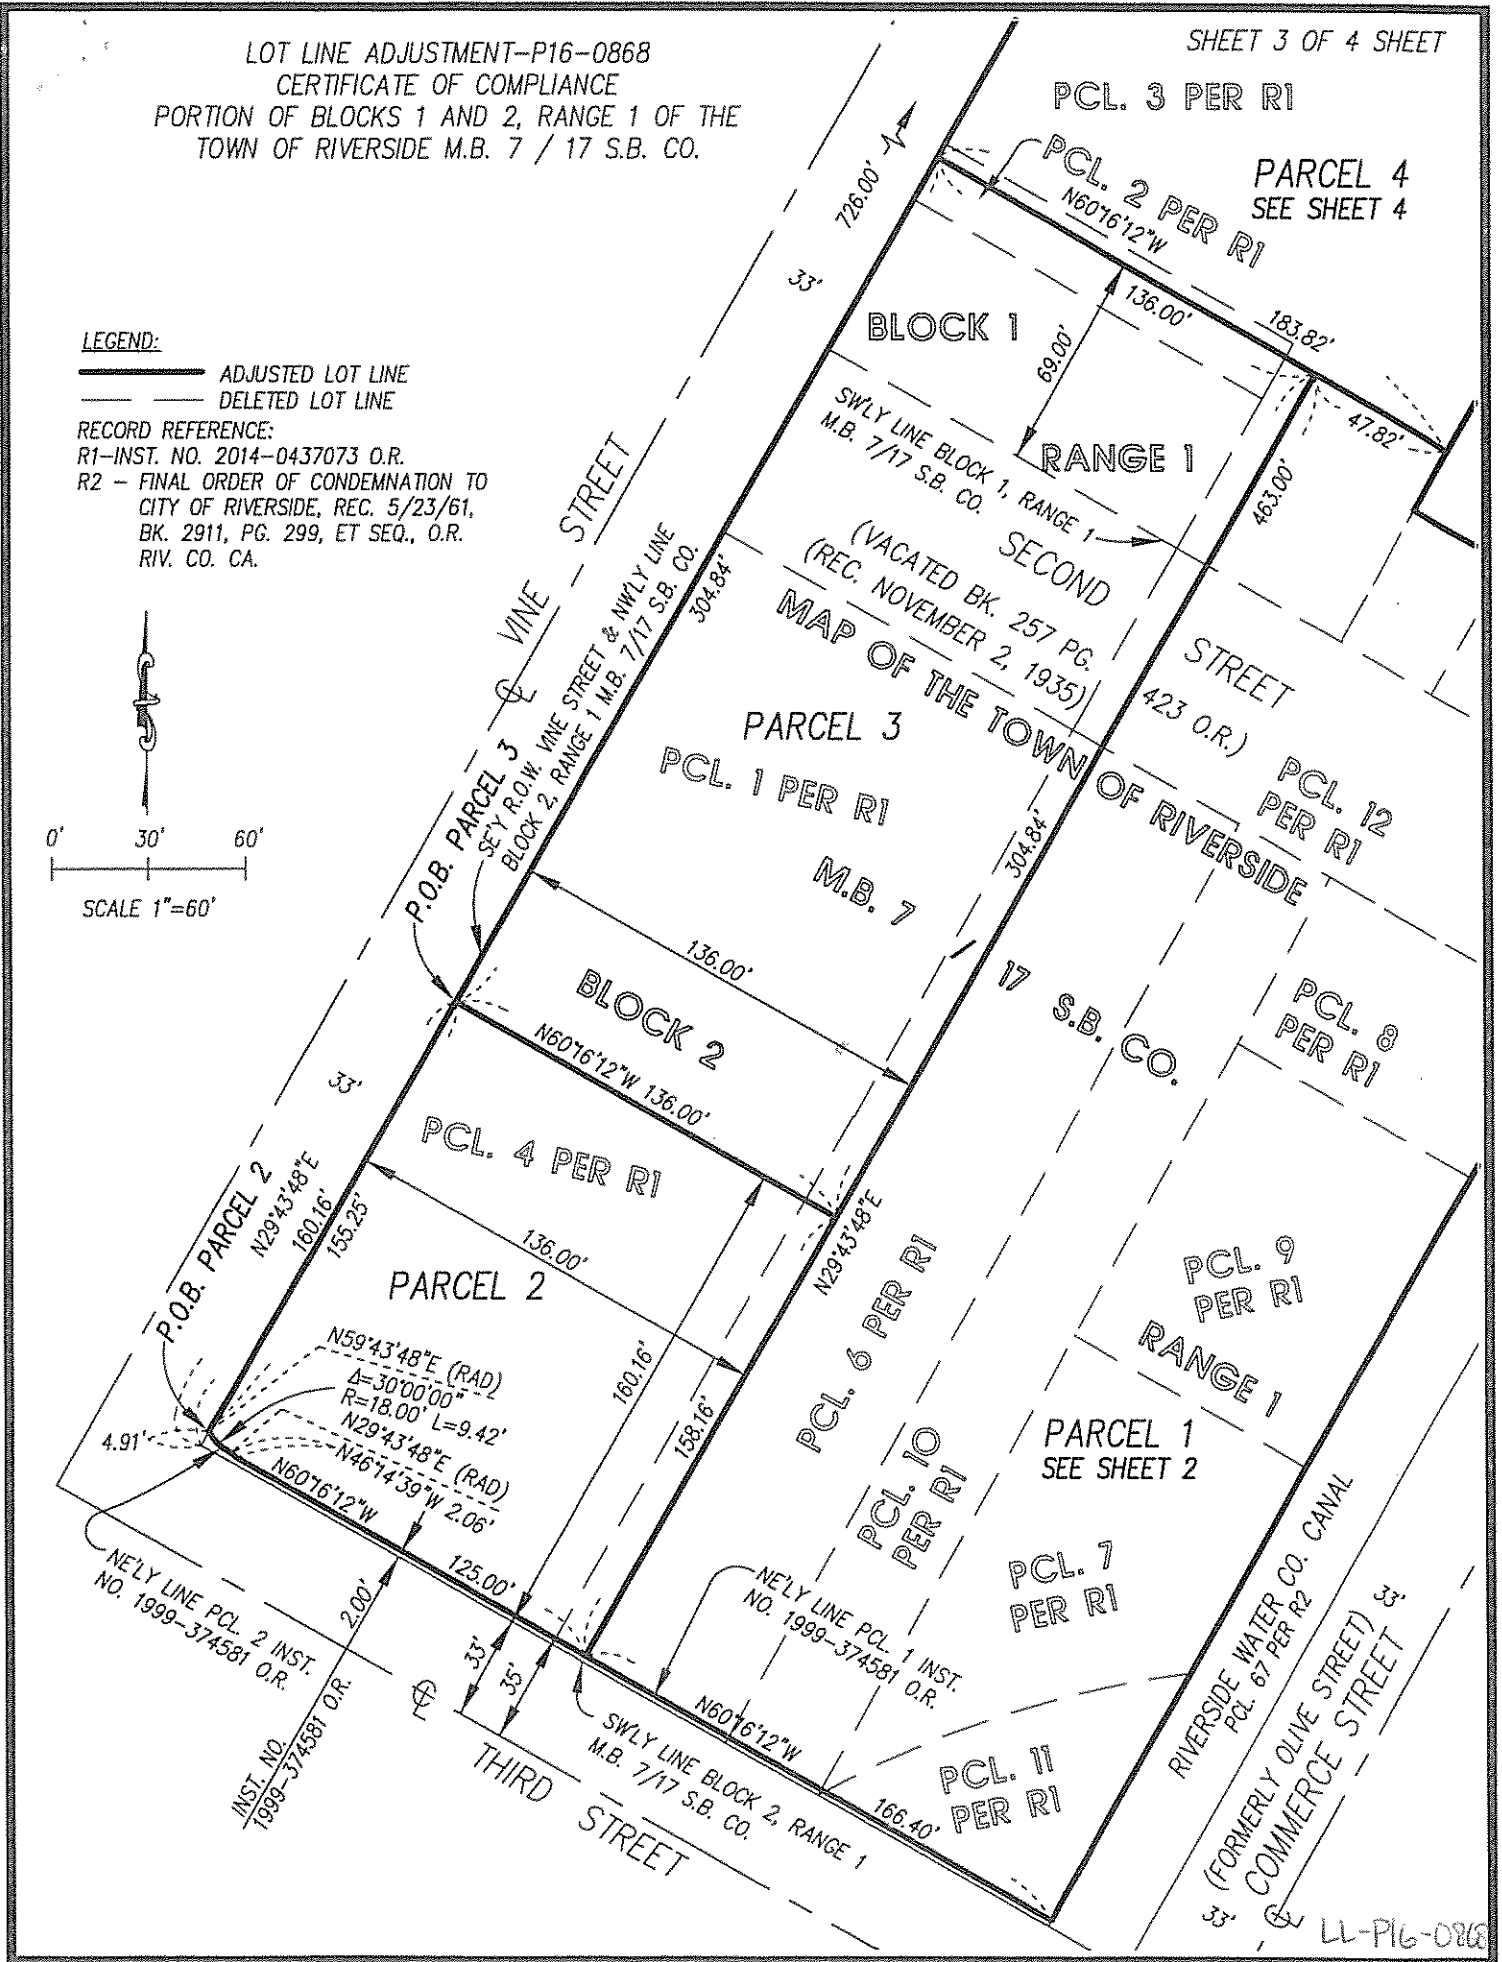 LOT LINE ADJUSTMENT-P16-0868
CERTIFICATE OF COMPLIANCE
PORTION OF BLOCKS 1 AND 2, RANGE 1 OF THE
TOWN OF RIVERSIDE M.B. 7 / 17 S.B. CO.
SHEET 3 OF 4 SHEET
PCL. 3 PER R1
PARCEL 4
SEE SHEET 4
PCL. 2 PER R1
N60°16'12"W
726.00'
33'
136.00'
183.82'
BLOCK 1
69.00'
47.82'
LEGEND:
ADJUSTED LOT LINE
DELETED LOT LINE
RECORD REFERENCE:
R1-INST. NO. 2014-0437073 O.R.
R2 - FINAL ORDER OF CONDEMNATION TO
CITY OF RIVERSIDE, REC. 5/23/61,
BK. 2911, PG. 299, ET SEQ., O.R.
RIV. CO. CA.
SW'LY LINE BLOCK 1, RANGE 1
M.B. 7/17 S.B. CO.
RANGE 1
463.00'
VINE STREET
SECOND STREET
(VACATED BK. 257 PG. 423 O.R.)
(REC. NOVEMBER 2, 1935)
MAP OF THE TOWN OF RIVERSIDE
304.84'
SE'Y R.O.W. VINE STREET & NW'LY LINE
BLOCK 2, RANGE 1 M.B. 7/17 S.B. CO.
CL
P.O.B. PARCEL 3
PARCEL 3
PCL. 1 PER R1
PCL. 12
PER R1
0' 30' 60'
SCALE 1"=60'
304.84'
M.B. 7 / 17 S.B. CO.
136.00'
BLOCK 2
N60°16'12"W 136.00'
PCL. 8
PER R1
33'
PCL. 4 PER R1
P.O.B. PARCEL 2
N29°43'48"E
160.16'
155.25'
136.00'
PARCEL 2
N29°43'48"E
PCL. 6 PER R1
PCL. 9
PER R1
RANGE 1
N59°43'48"E (RAD)
Δ=30°00'00"
R=18.00' L=9.42'
N29°43'48"E (RAD)
N46°14'39"W 2.06'
160.16'
158.16'
4.91'
N60°16'12"W
125.00'
PARCEL 1
SEE SHEET 2
PCL. 10
PER R1
PCL. 7
PER R1
NE'LY LINE PCL. 2 INST.
NO. 1999-374581 O.R.
2.00'
INST. NO.
1999-374581 O.R.
NE'LY LINE PCL. 1 INST.
NO. 1999-374581 O.R.
33'
35'
CL
THIRD STREET
SW'LY LINE BLOCK 2, RANGE 1
M.B. 7/17 S.B. CO.
N60°16'12"W
166.40'
PCL. 11
PER R1
RIVERSIDE WATER CO. CANAL
PCL. 67 PER R2
33'
(FORMERLY OLIVE STREET)
COMMERCE STREET
33'
CL
LL-P16-0868